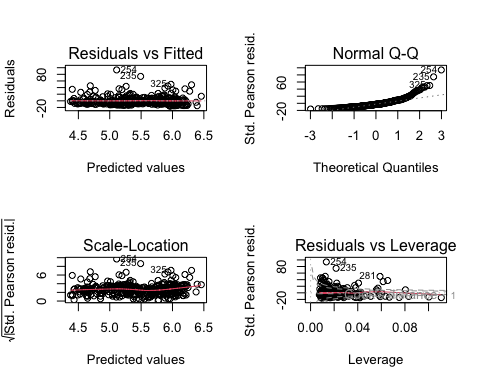 Residuals vs Fitted
Residuals
80
-20
254
235
325
4.5 5.0 5.5 6.0 6.5
Predicted values
Normal Q-Q
Std. Pearson resid.
60
-20
254
235
325
-3 -1 0 1 2 3
Theoretical Quantiles
Scale-Location
√|Std. Pearson resid.|
6
0
254
235
325
4.5 5.0 5.5 6.0 6.5
Predicted values
Residuals vs Leverage
Std. Pearson resid.
80
-20
254
235
281
1
0.00 0.04 0.08
Leverage